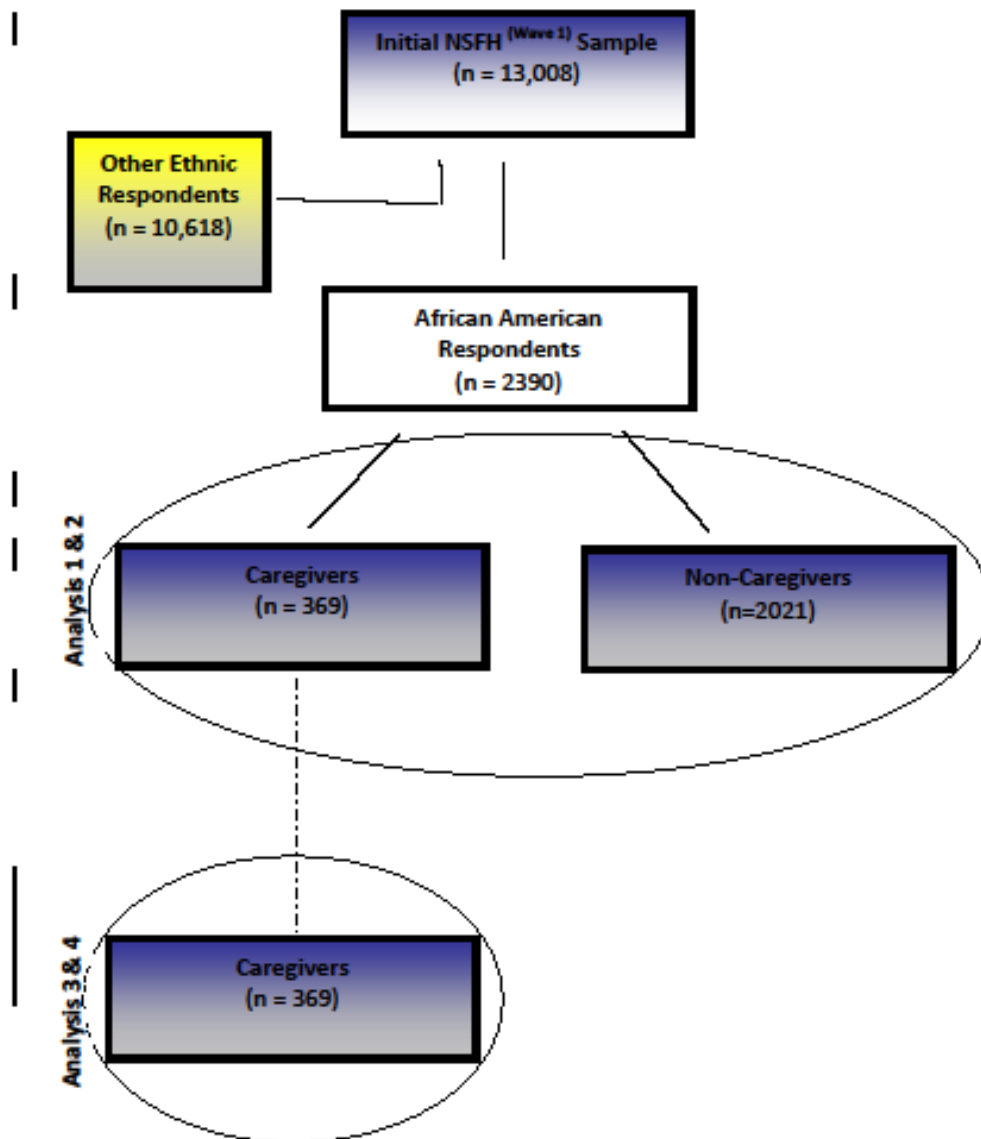 Initial NSFH (Wave 1) Sample
(n = 13,008)
Other Ethnic
Respondents
(n = 10,618)
African American
Respondents
(n = 2390)
Analysis 1 & 2
Caregivers
(n = 369)
Non-Caregivers
(n=2021)
Analysis 3 & 4
Caregivers
(n = 369)